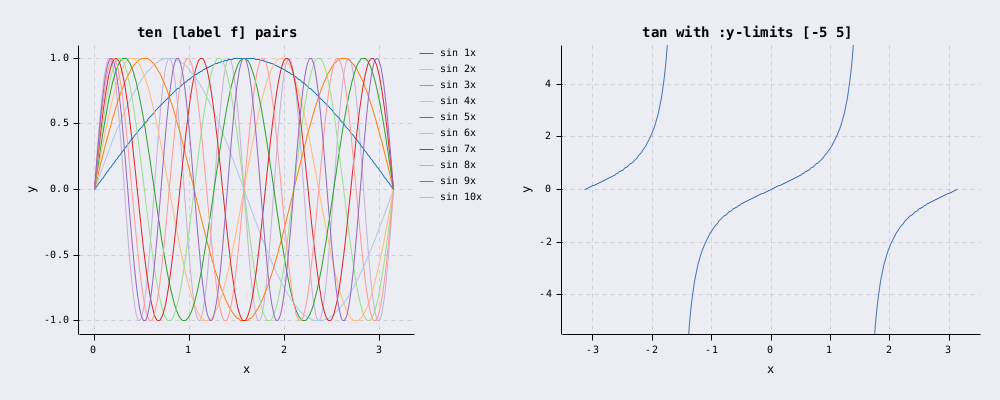 ten [label f] pairs
1.0
0.5
0.0
-0.5
-1.0
y
0
1
2
3
x
sin 1x
sin 2x
sin 3x
sin 4x
sin 5x
sin 6x
sin 7x
sin 8x
sin 9x
sin 10x
tan with :y-limits [-5 5]
4
2
0
-2
-4
y
-3
-2
-1
0
1
2
3
x